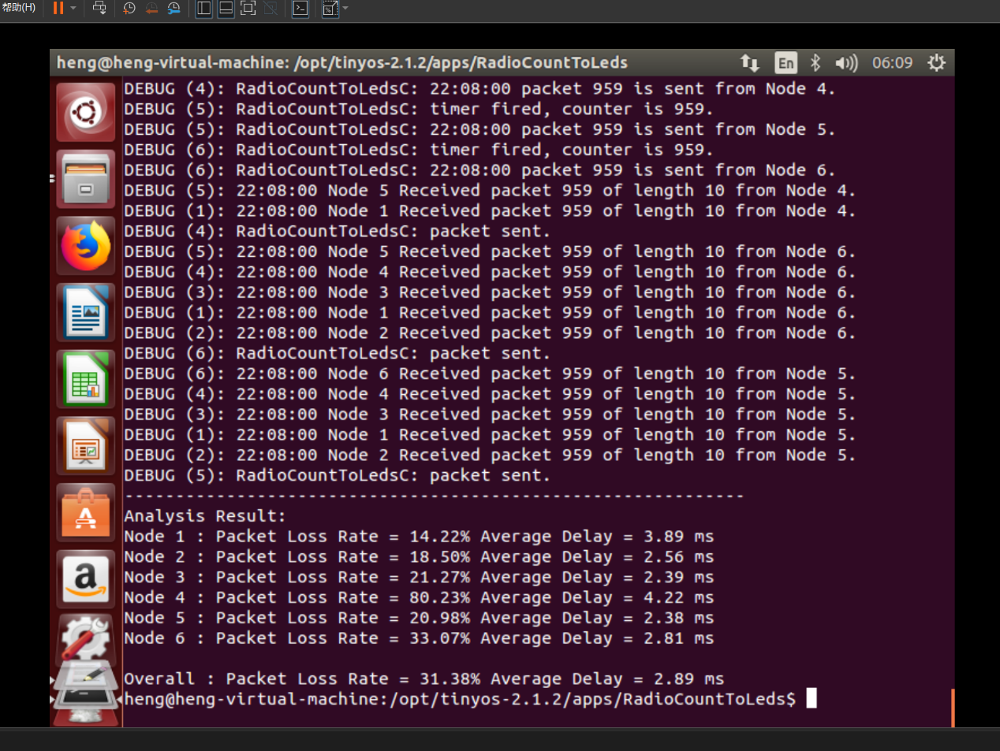 帮助(H)
heng@heng-virtual-machine: /opt/tinyos-2.1.2/apps/RadioCountToLeds En 06:09
DEBUG (4): RadioCountToLedsC: 22:08:00 packet 959 is sent from Node 4.
DEBUG (5): RadioCountToLedsC: timer fired, counter is 959.
DEBUG (5): RadioCountToLedsC: 22:08:00 packet 959 is sent from Node 5.
DEBUG (6): RadioCountToLedsC: timer fired, counter is 959.
DEBUG (6): RadioCountToLedsC: 22:08:00 packet 959 is sent from Node 6.
DEBUG (5): 22:08:00 Node 5 Received packet 959 of length 10 from Node 4.
DEBUG (1): 22:08:00 Node 1 Received packet 959 of length 10 from Node 4.
DEBUG (4): RadioCountToLedsC: packet sent.
DEBUG (5): 22:08:00 Node 5 Received packet 959 of length 10 from Node 6.
DEBUG (4): 22:08:00 Node 4 Received packet 959 of length 10 from Node 6.
DEBUG (3): 22:08:00 Node 3 Received packet 959 of length 10 from Node 6.
DEBUG (1): 22:08:00 Node 1 Received packet 959 of length 10 from Node 6.
DEBUG (2): 22:08:00 Node 2 Received packet 959 of length 10 from Node 6.
DEBUG (6): RadioCountToLedsC: packet sent.
DEBUG (6): 22:08:00 Node 6 Received packet 959 of length 10 from Node 5.
DEBUG (4): 22:08:00 Node 4 Received packet 959 of length 10 from Node 5.
DEBUG (3): 22:08:00 Node 3 Received packet 959 of length 10 from Node 5.
DEBUG (1): 22:08:00 Node 1 Received packet 959 of length 10 from Node 5.
DEBUG (2): 22:08:00 Node 2 Received packet 959 of length 10 from Node 5.
DEBUG (5): RadioCountToLedsC: packet sent.
-------------------------------------------------------------
Analysis Result:
Node 1 : Packet Loss Rate = 14.22% Average Delay = 3.89 ms
Node 2 : Packet Loss Rate = 18.50% Average Delay = 2.56 ms
Node 3 : Packet Loss Rate = 21.27% Average Delay = 2.39 ms
Node 4 : Packet Loss Rate = 80.23% Average Delay = 4.22 ms
Node 5 : Packet Loss Rate = 20.98% Average Delay = 2.38 ms
Node 6 : Packet Loss Rate = 33.07% Average Delay = 2.81 ms
Overall : Packet Loss Rate = 31.38% Average Delay = 2.89 ms
heng@heng-virtual-machine:/opt/tinyos-2.1.2/apps/RadioCountToLeds$